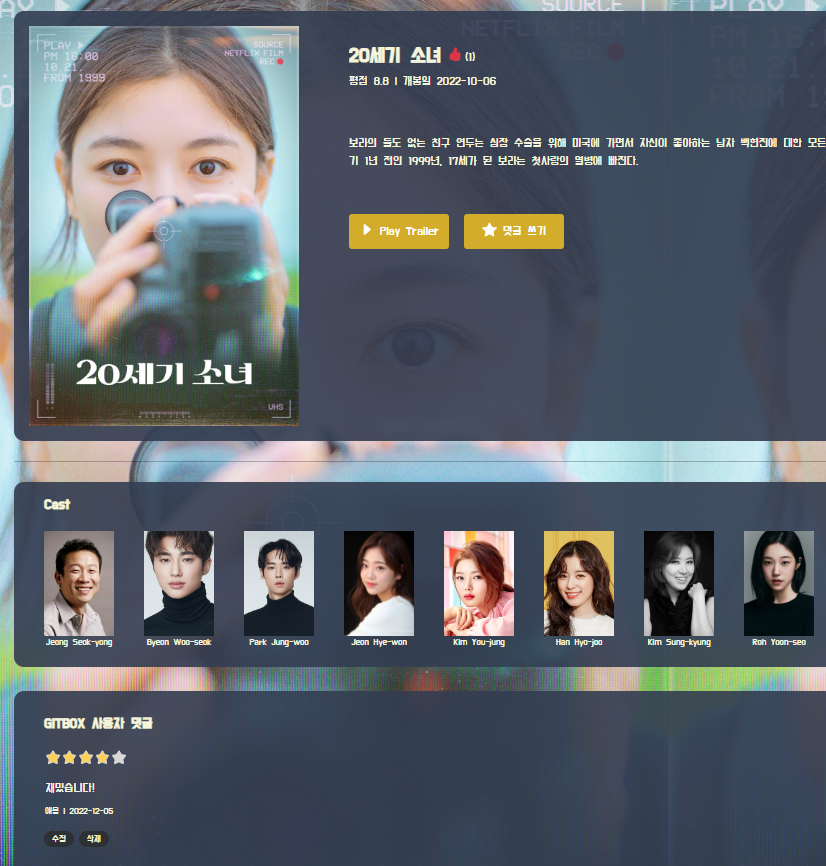 PLAY
PM 16:00
10.21.
FROM 1999
SOURCE
NETFLIX FILM
REC
20세기 소녀
VHS
20세기 소녀 (1)
평점 8.8 | 개봉일 2022-10-06
보라의 둘도 없는 친구 연두는 심장 수술을 위해 미국에 가면서 자신이 좋아하는 남자 백현진에 대한 모든
기 1년 전인 1999년, 17세가 된 보라는 첫사랑의 열병에 빠진다.
Play Trailer
댓글 쓰기
Cast
Jeong Seok-yong
Byeon Woo-seok
Park Jung-woo
Jeon Hye-won
Kim You-jung
Han Hyo-joo
Kim Sung-kyung
Roh Yoon-seo
GITBOX 사용자 댓글
재밌습니다!
2022-12-05
수정
삭제